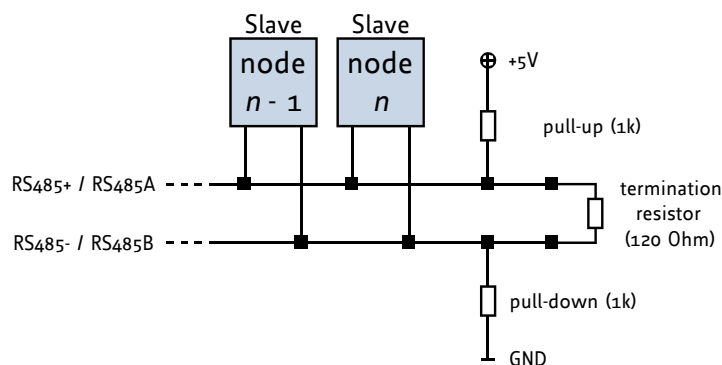 Slave
Slave
node
n - 1
node
n
+5V
pull-up (1k)
RS485+ / RS485A
termination
resistor
(120 Ohm)
RS485- / RS485B
pull-down (1k)
GND